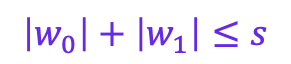 |w₀| + |w₁| ≤ s